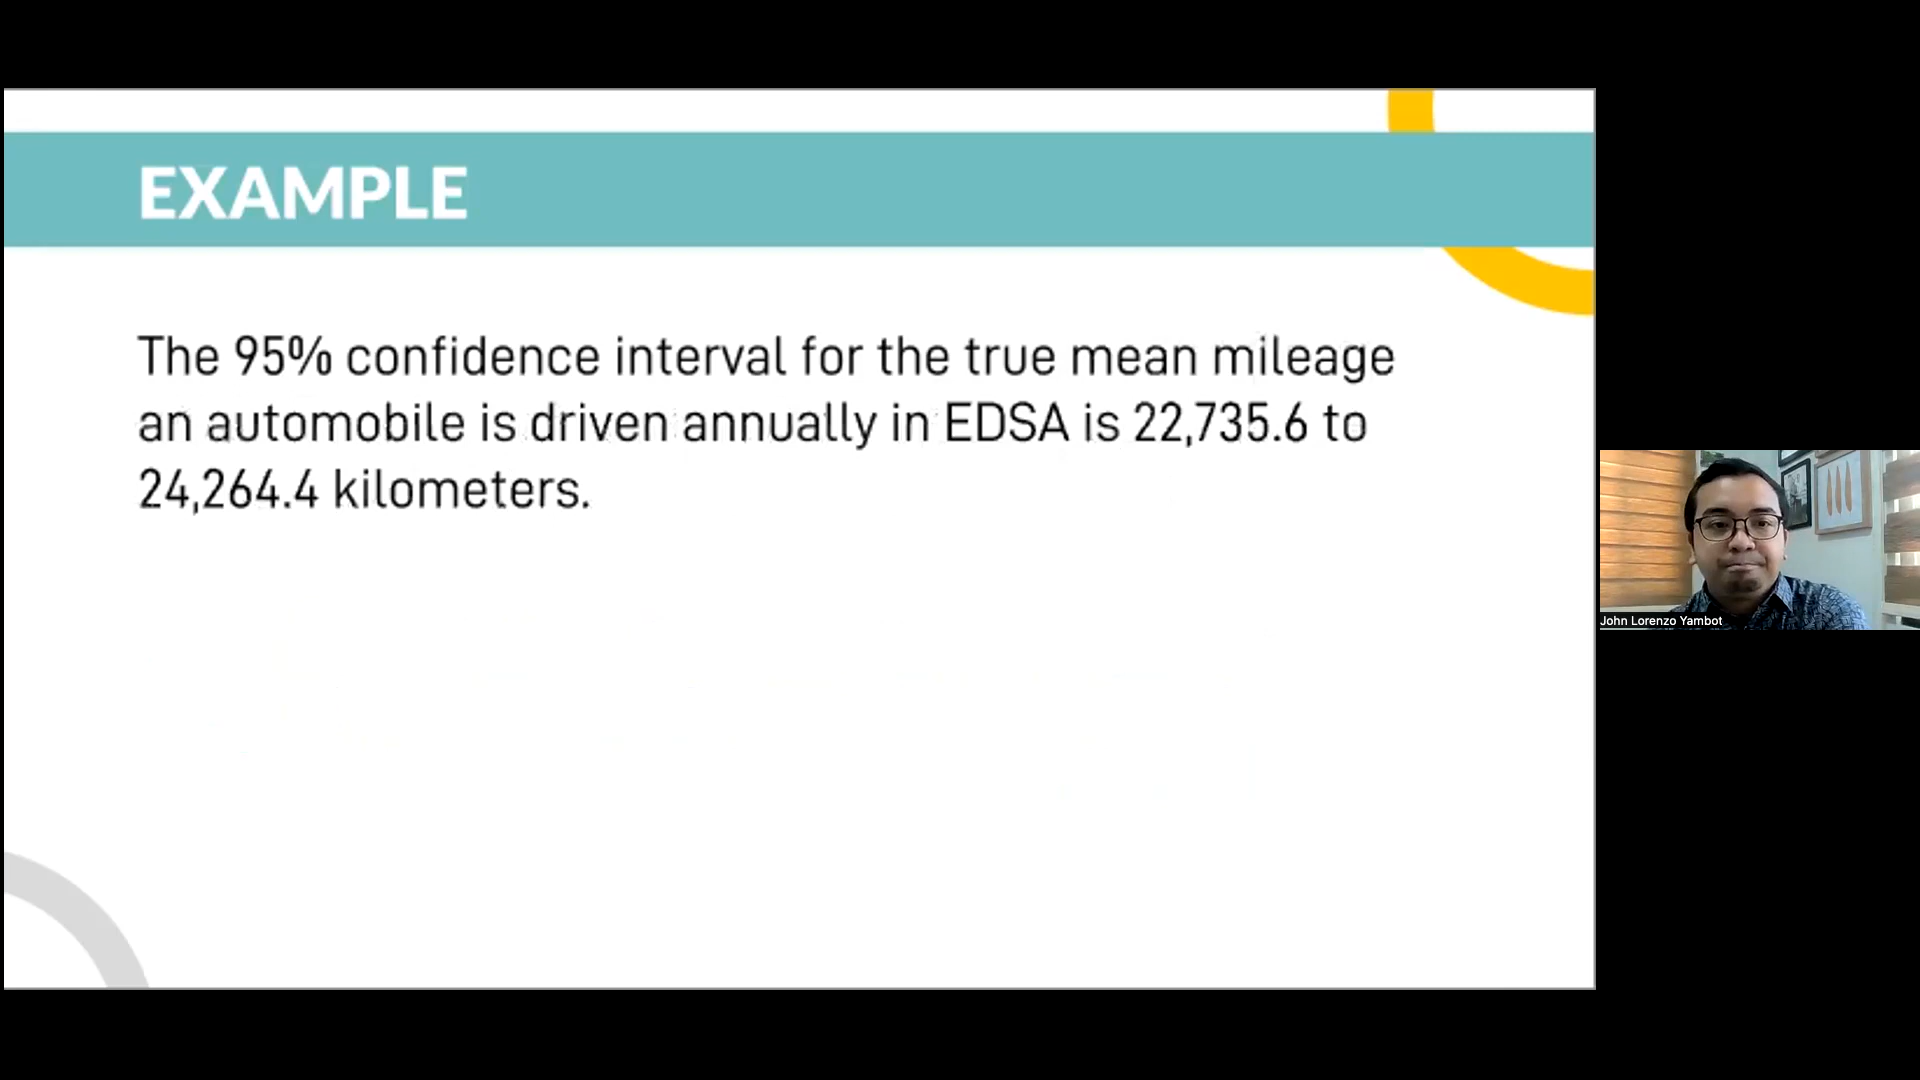 EXAMPLE
The 95% confidence interval for the true mean mileage
an automobile is driven annually in EDSA is 22,735.6 to
24,264.4 kilometers.
John Lorenzo Yambot